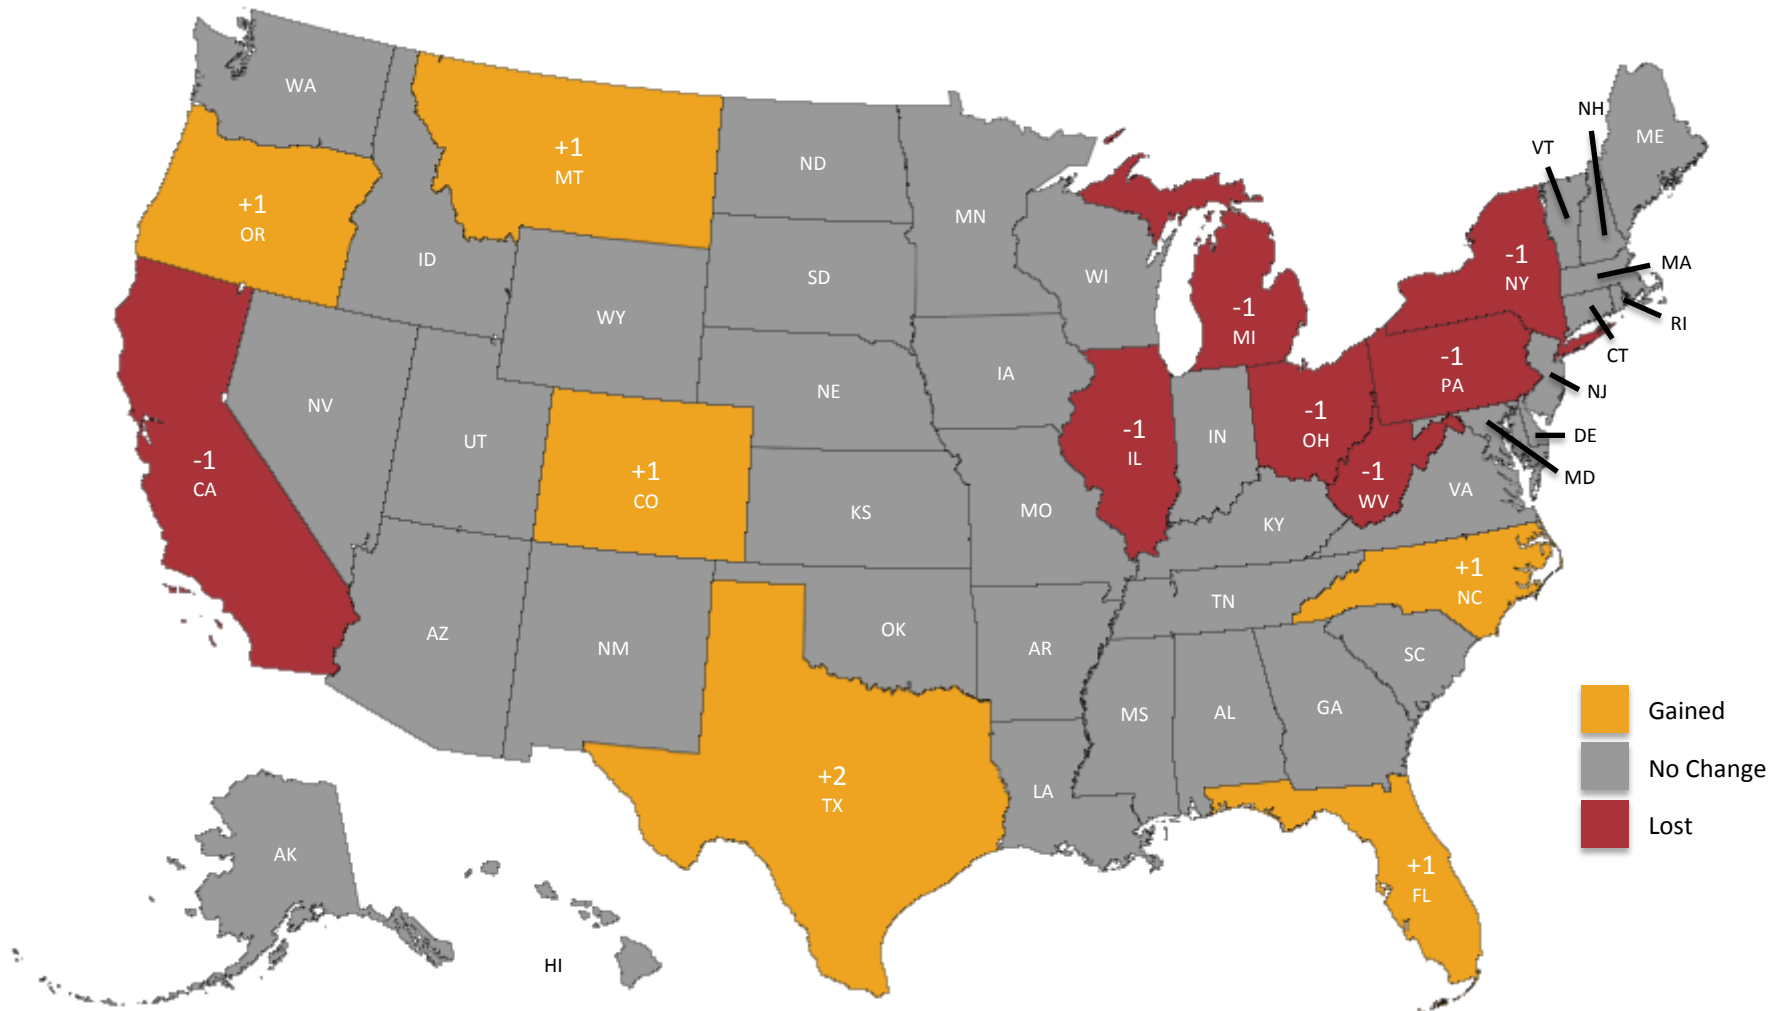 WA
+1
MT
ND
MN
NH
VT
ME
+1
OR
ID
SD
WI
-1
MI
-1
NY
MA
RI
CT
WY
NV
UT
NE
IA
-1
PA
NJ
-1
CA
+1
CO
KS
MO
-1
IL
IN
-1
OH
DE
MD
-1
WV
VA
KY
AZ
NM
OK
AR
TN
+1
NC
SC
MS
AL
GA
LA
+2
TX
+1
FL
AK
HI
Gained
No Change
Lost